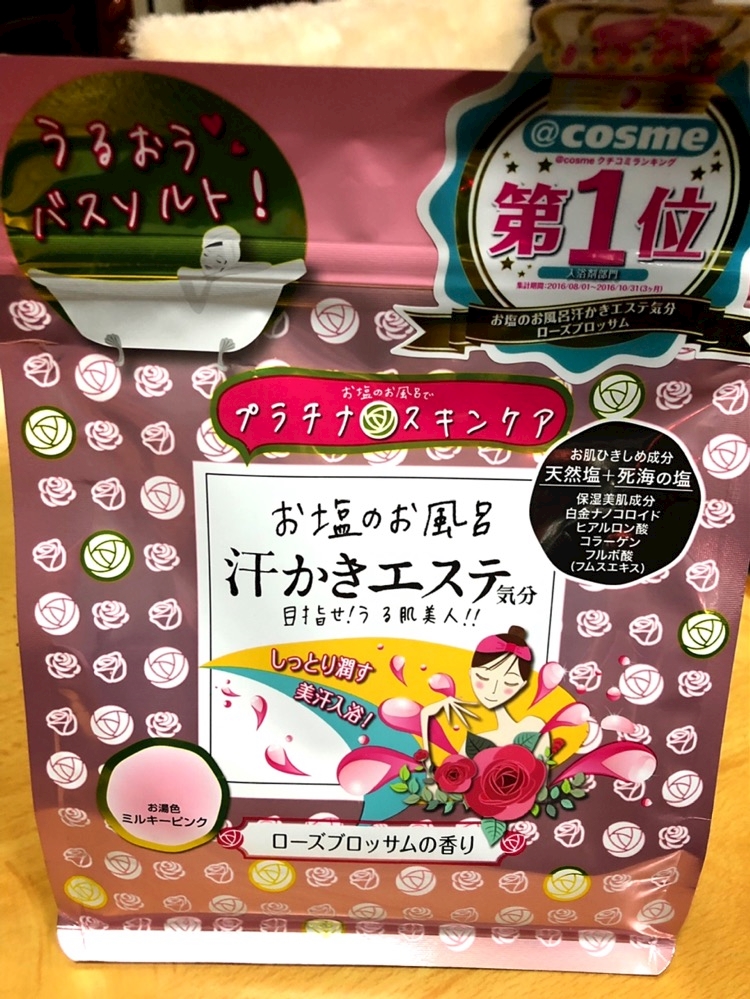 うるおう
バスソルト!
@cosme
@cosme クチコミランキング
第1位
入浴剤部門
集計期間:2016/08/01~2016/10/31(3ヶ月)
お塩のお風呂汗かきエステ気分
ローズブロッサム
お塩のお風呂で
プラチナスキンケア
お肌ひきしめ成分
天然塩+死海の塩
保湿美肌成分
白金ナノコロイド
ヒアルロン酸
コラーゲン
フルボ酸
(フムスエキス)
お塩のお風呂
汗かきエステ気分
目指せ!うる肌美人!!
しっとり潤す
美汗入浴!
お湯色
ミルキーピンク
ローズブロッサムの香り